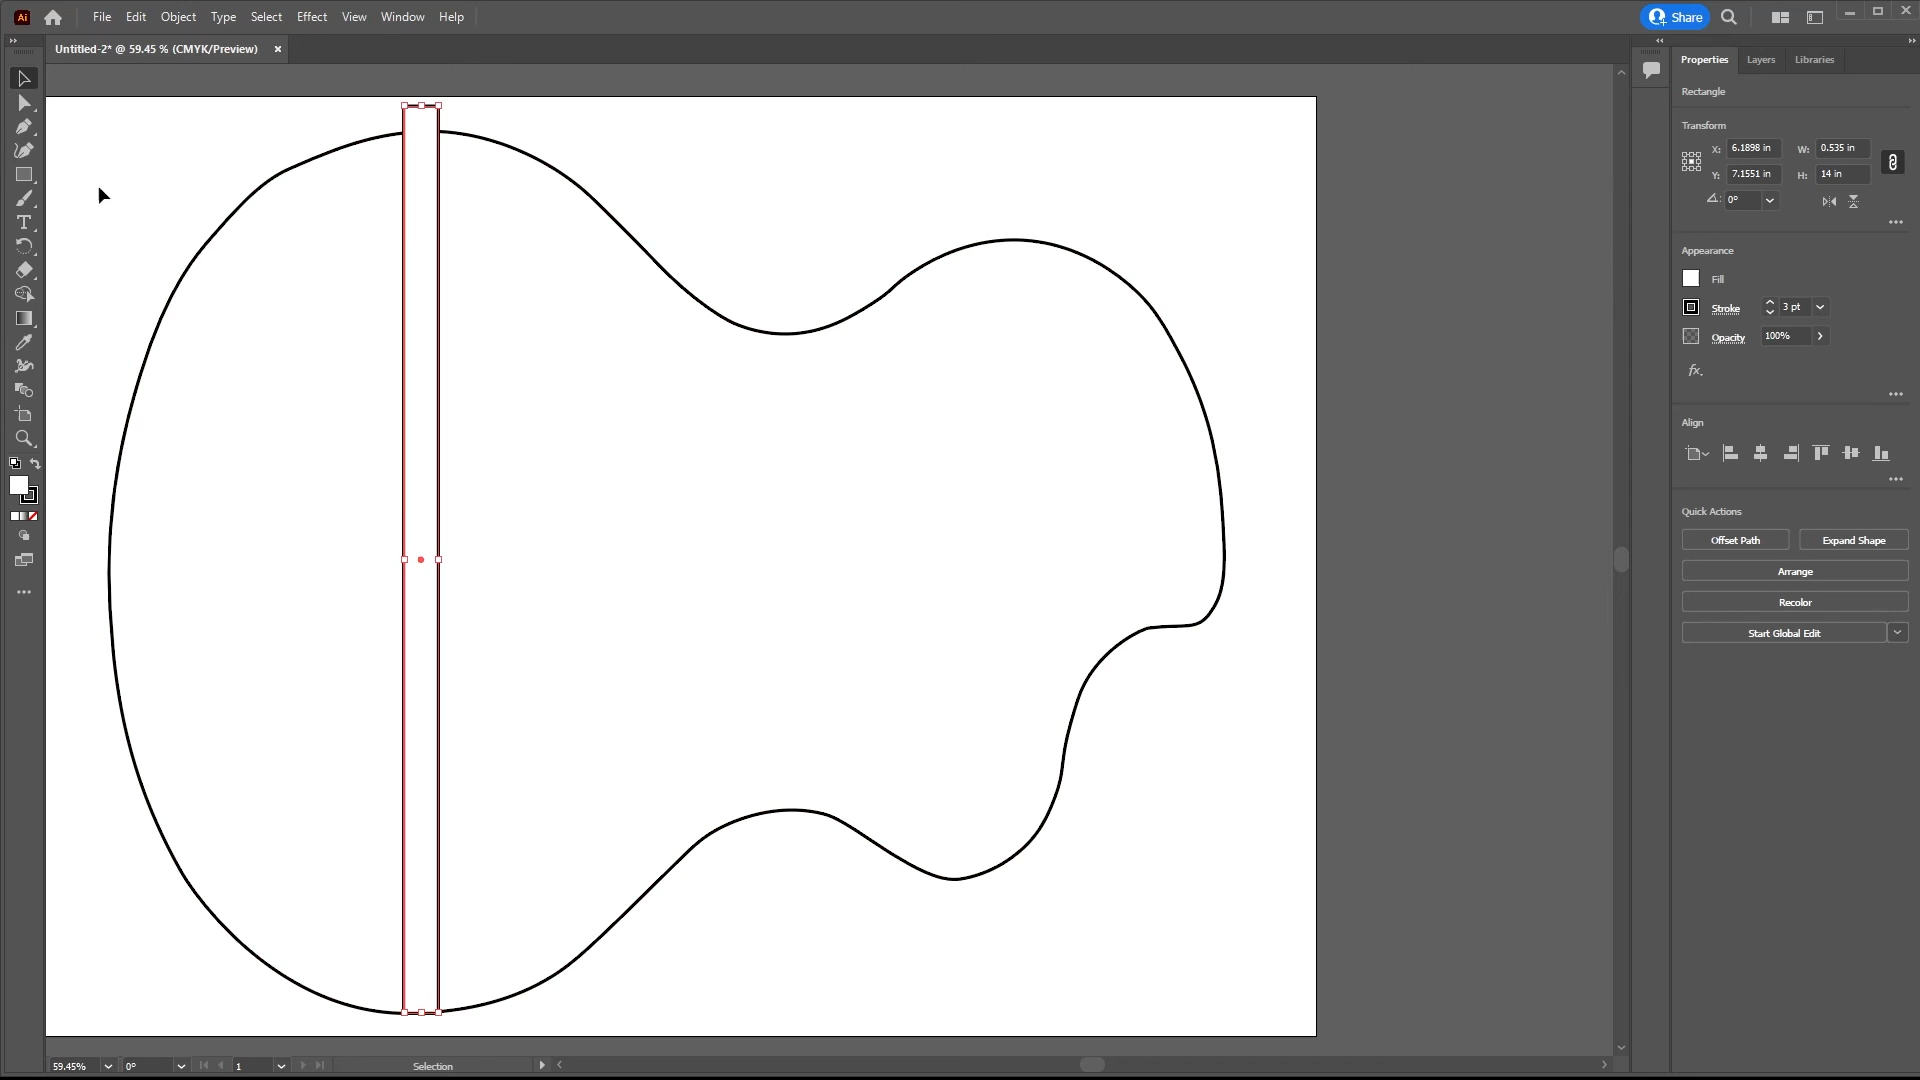 Ai File Edit Object Type Select Effect View Window Help Share
Untitled-2* @ 59.45 % (CMYK/Preview) ×
Properties Layers Libraries
Rectangle
Transform
X: 6.1898 in W: 0.535 in
Y: 7.1551 in H: 14 in
0°
Appearance
Fill
Stroke 3 pt
Opacity 100%
fx.
Align
Quick Actions
Offset Path Expand Shape
Arrange
Recolor
Start Global Edit
59.45% 0° 1 Selection